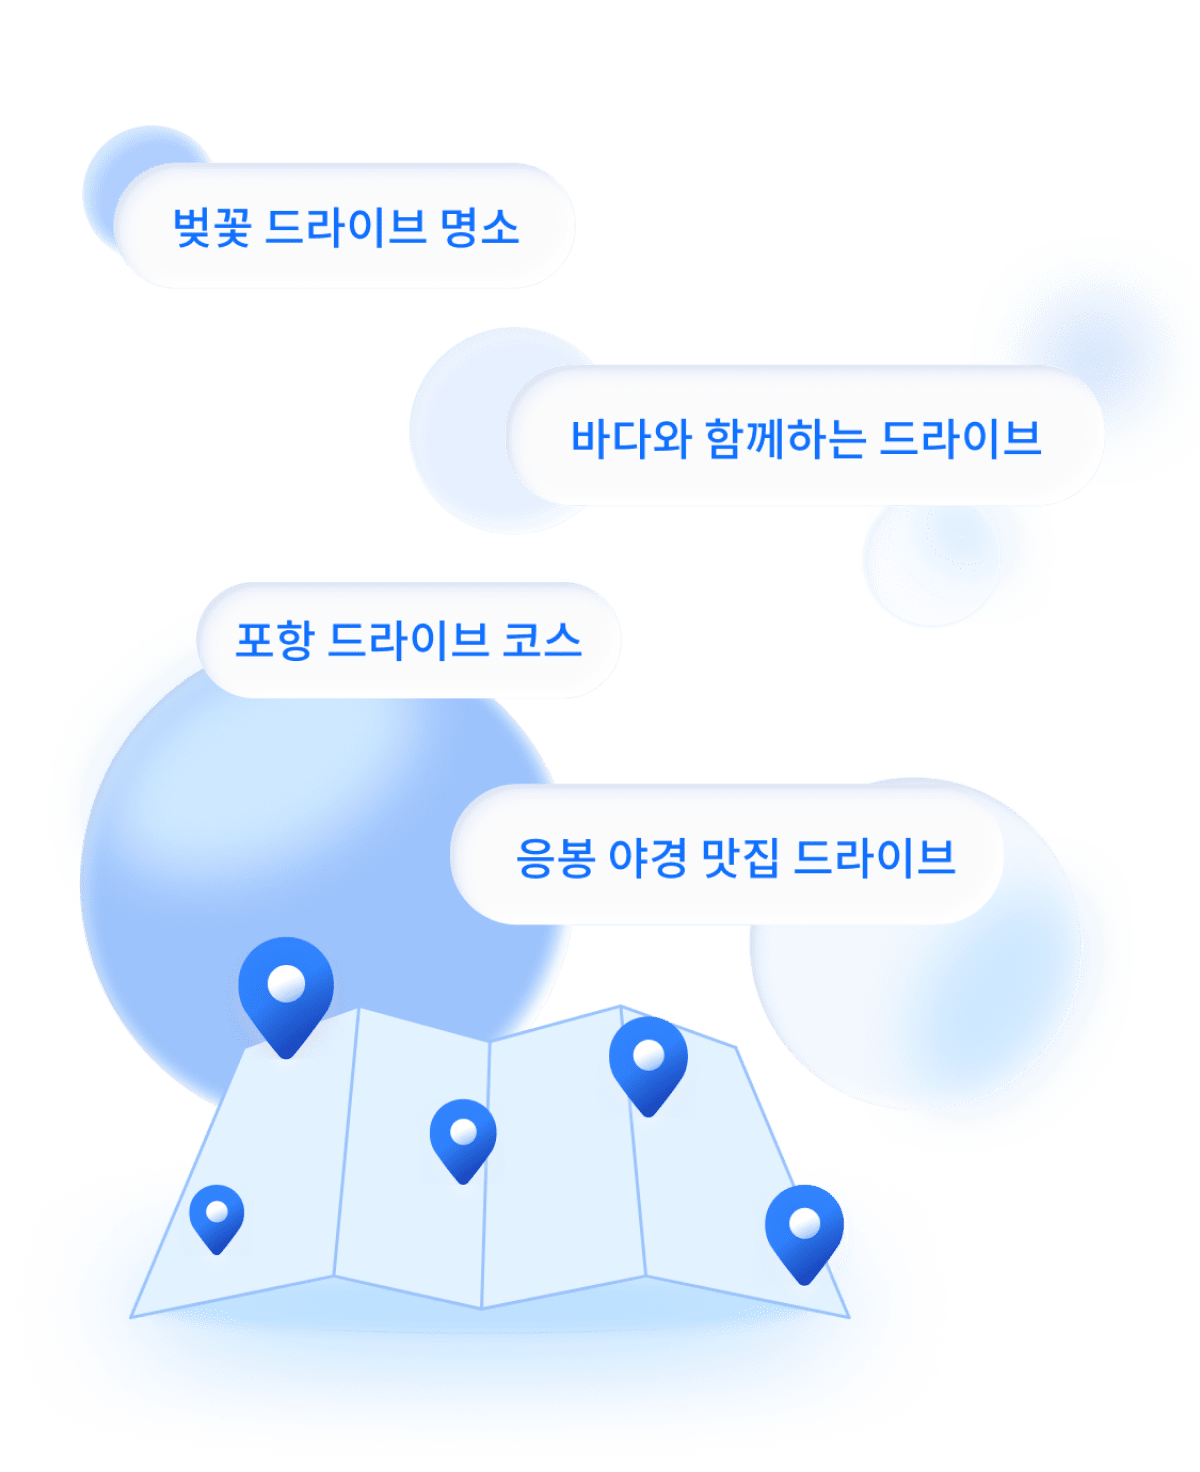 벚꽃 드라이브 명소
바다와 함께하는 드라이브
포항 드라이브 코스
응봉 야경 맛집 드라이브